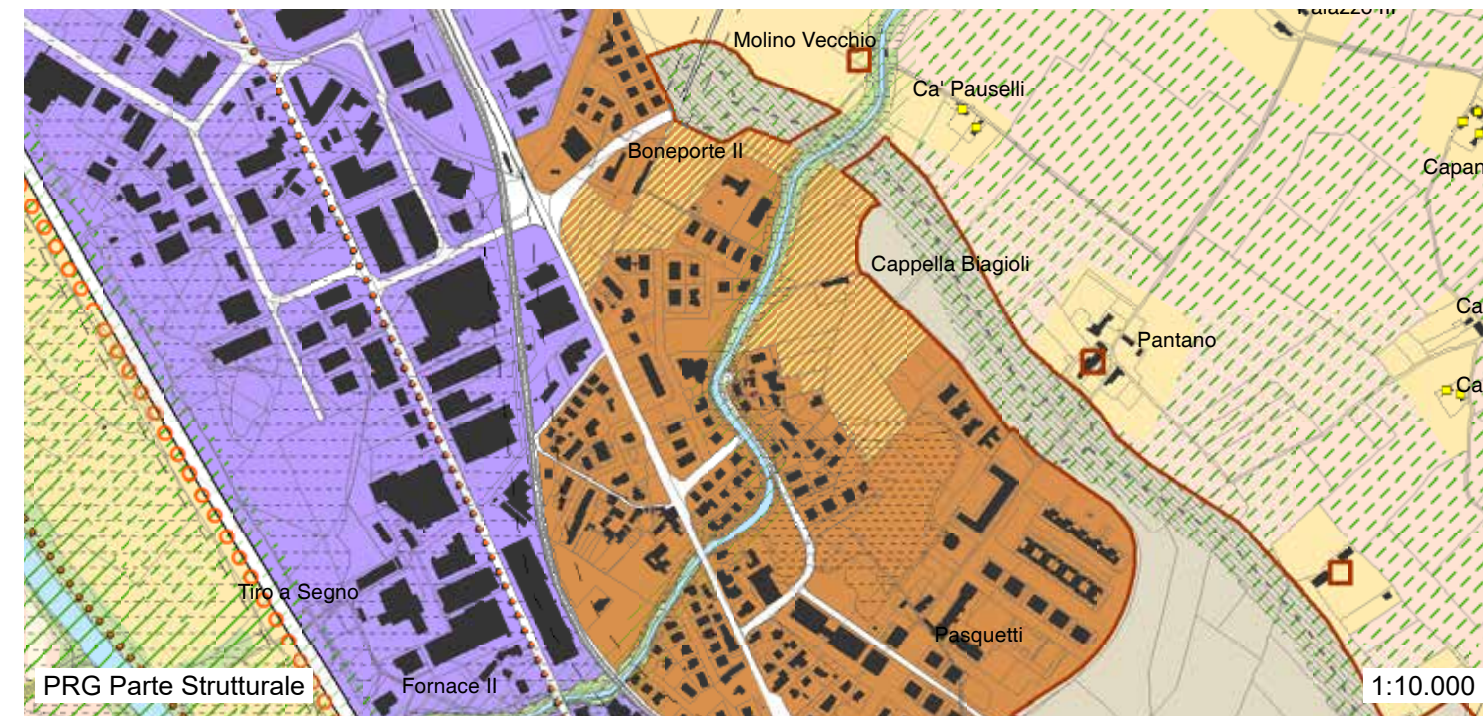 Molino Vecchio
Ca' Pauselli
Boneporte II
Cappella Biagioli
Pantano
Tiro a Segno
Pasquetti
Fornace II
PRG Parte Strutturale
1:10.000